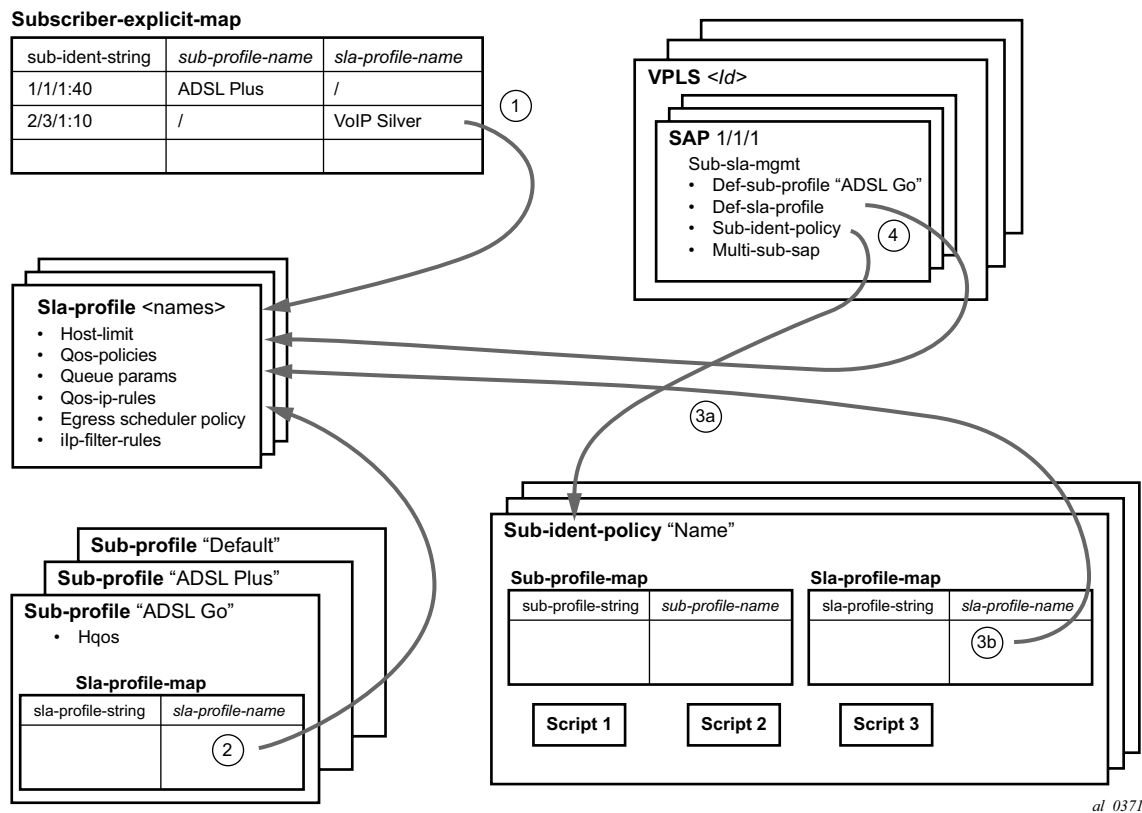 Subscriber-explicit-map
sub-ident-string sub-profile-name sla-profile-name
1/1/1:40 ADSL Plus /
2/3/1:10 / VoIP Silver
1
VPLS <Id>
SAP 1/1/1
Sub-sla-mgmt
• Def-sub-profile “ADSL Go”
• Def-sla-profile
• Sub-ident-policy
• Multi-sub-sap
4
Sla-profile <names>
• Host-limit
• Qos-policies
• Queue params
• Qos-ip-rules
• Egress scheduler policy
• iIp-filter-rules
3a
Sub-profile “Default”
Sub-profile “ADSL Plus”
Sub-profile “ADSL Go”
• Hqos
Sla-profile-map
sla-profile-string sla-profile-name
2
Sub-ident-policy “Name”
Sub-profile-map
sub-profile-string sub-profile-name
Sla-profile-map
sla-profile-string sla-profile-name
3b
Script 1 Script 2 Script 3
al_0371